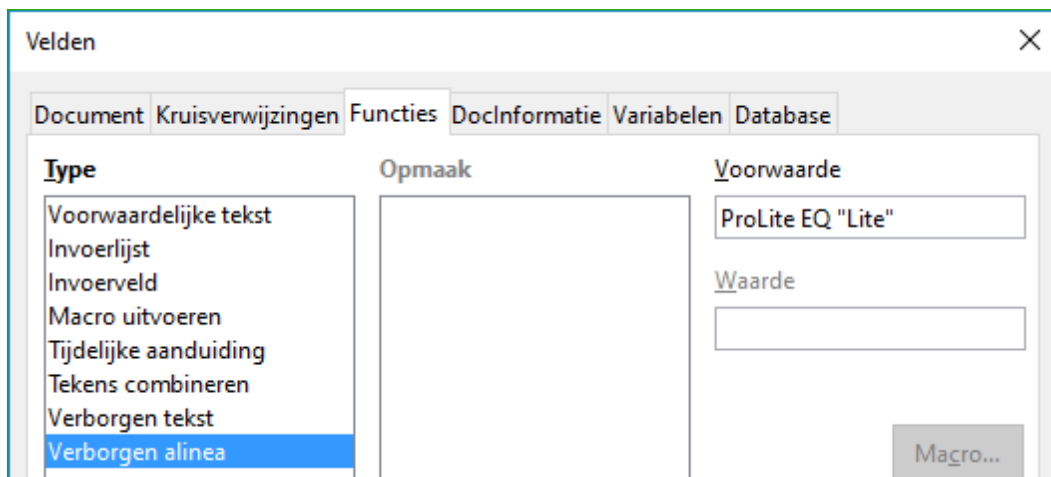 Velden
Document Kruisverwijzingen Functies DocInformatie Variabelen Database
Type
Voorwaardelijke tekst
Invoerlijst
Invoerveld
Macro uitvoeren
Tijdelijke aanduiding
Tekens combineren
Verborgen tekst
Verborgen alinea
Opmaak
Voorwaarde
ProLite EQ "Lite"
Waarde
Macro...